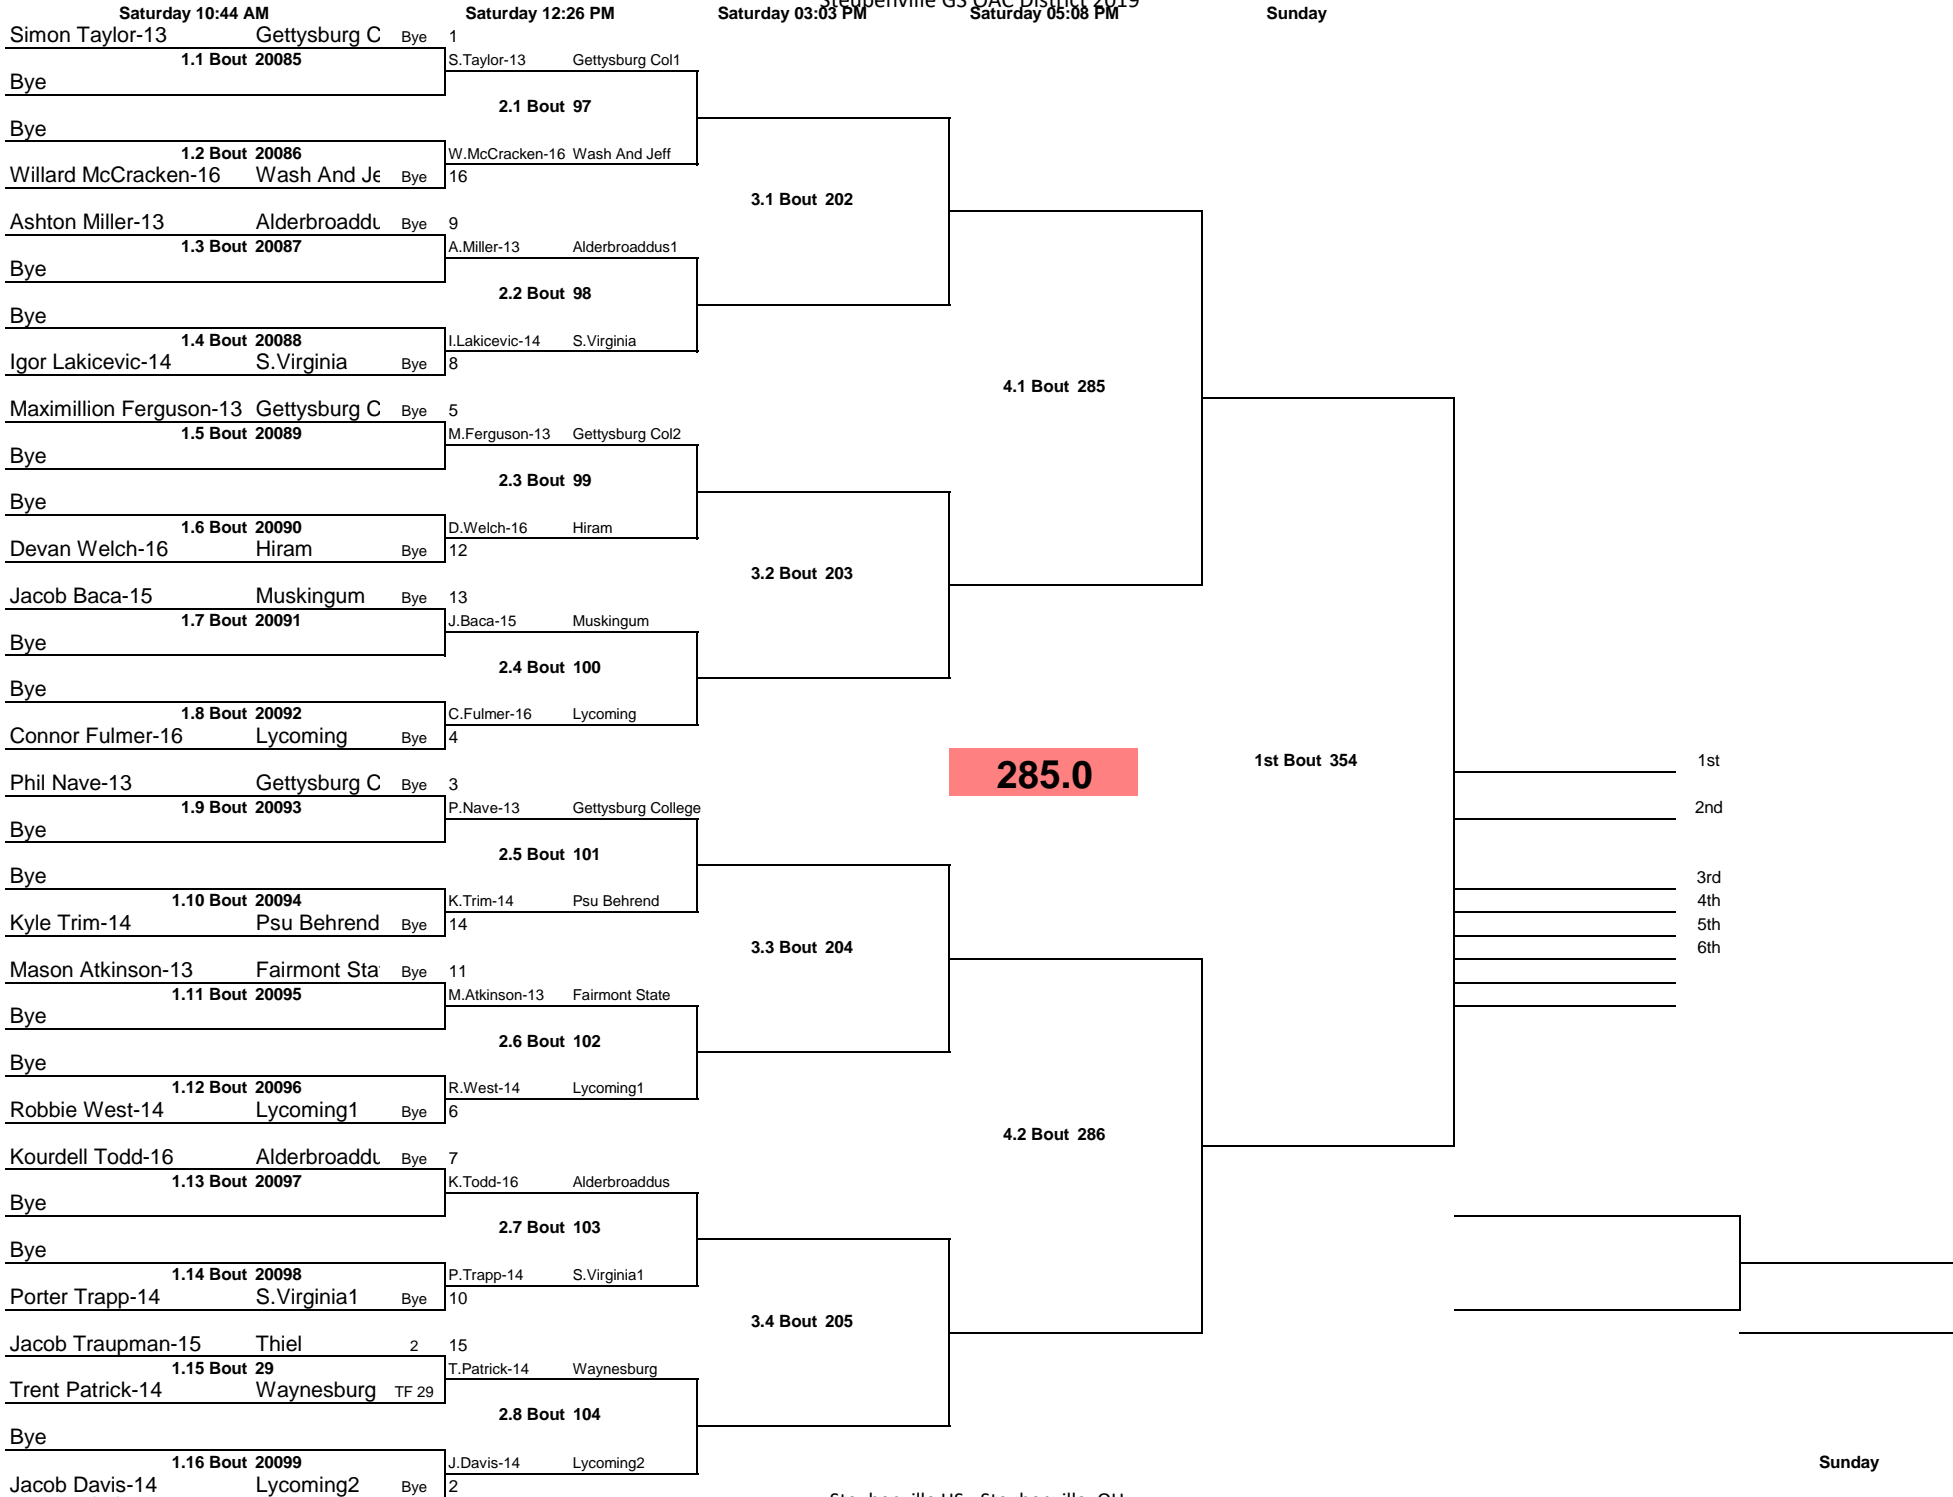 Steubenville GS OAC District 2019
Saturday 10:44 AM Saturday 12:26 PM Saturday 03:03 PM Saturday 05:08 PM Sunday
Simon Taylor-13 Gettysburg C Bye 1
1.1 Bout 20085 S.Taylor-13 Gettysburg Col1
Bye
2.1 Bout 97
Bye
1.2 Bout 20086 W.McCracken-16 Wash And Jeff
Willard McCracken-16 Wash And Je Bye 16
3.1 Bout 202
Ashton Miller-13 Alderbroaddu Bye 9
1.3 Bout 20087 A.Miller-13 Alderbroaddus1
Bye
2.2 Bout 98
Bye
1.4 Bout 20088 I.Lakicevic-14 S.Virginia
Igor Lakicevic-14 S.Virginia Bye 8
4.1 Bout 285
Maximillion Ferguson-13 Gettysburg C Bye 5
1.5 Bout 20089 M.Ferguson-13 Gettysburg Col2
Bye
2.3 Bout 99
Bye
1.6 Bout 20090 D.Welch-16 Hiram
Devan Welch-16 Hiram Bye 12
3.2 Bout 203
Jacob Baca-15 Muskingum Bye 13
1.7 Bout 20091 J.Baca-15 Muskingum
Bye
2.4 Bout 100
Bye
1.8 Bout 20092 C.Fulmer-16 Lycoming
Connor Fulmer-16 Lycoming Bye 4
1st Bout 354 1st
285.0
Phil Nave-13 Gettysburg C Bye 3
1.9 Bout 20093 P.Nave-13 Gettysburg College 2nd
Bye
2.5 Bout 101
Bye 3rd
1.10 Bout 20094 K.Trim-14 Psu Behrend 4th
Kyle Trim-14 Psu Behrend Bye 14 5th
3.3 Bout 204 6th
Mason Atkinson-13 Fairmont Sta Bye 11
1.11 Bout 20095 M.Atkinson-13 Fairmont State
Bye
2.6 Bout 102
Bye
1.12 Bout 20096 R.West-14 Lycoming1
Robbie West-14 Lycoming1 Bye 6
4.2 Bout 286
Kourdell Todd-16 Alderbroaddu Bye 7
1.13 Bout 20097 K.Todd-16 Alderbroaddus
Bye
2.7 Bout 103
Bye
1.14 Bout 20098 P.Trapp-14 S.Virginia1
Porter Trapp-14 S.Virginia1 Bye 10
3.4 Bout 205
Jacob Traupman-15 Thiel 2 15
1.15 Bout 29 T.Patrick-14 Waynesburg
Trent Patrick-14 Waynesburg TF 29
2.8 Bout 104
Bye
1.16 Bout 20099 J.Davis-14 Lycoming2 Sunday
Jacob Davis-14 Lycoming2 Bye 2